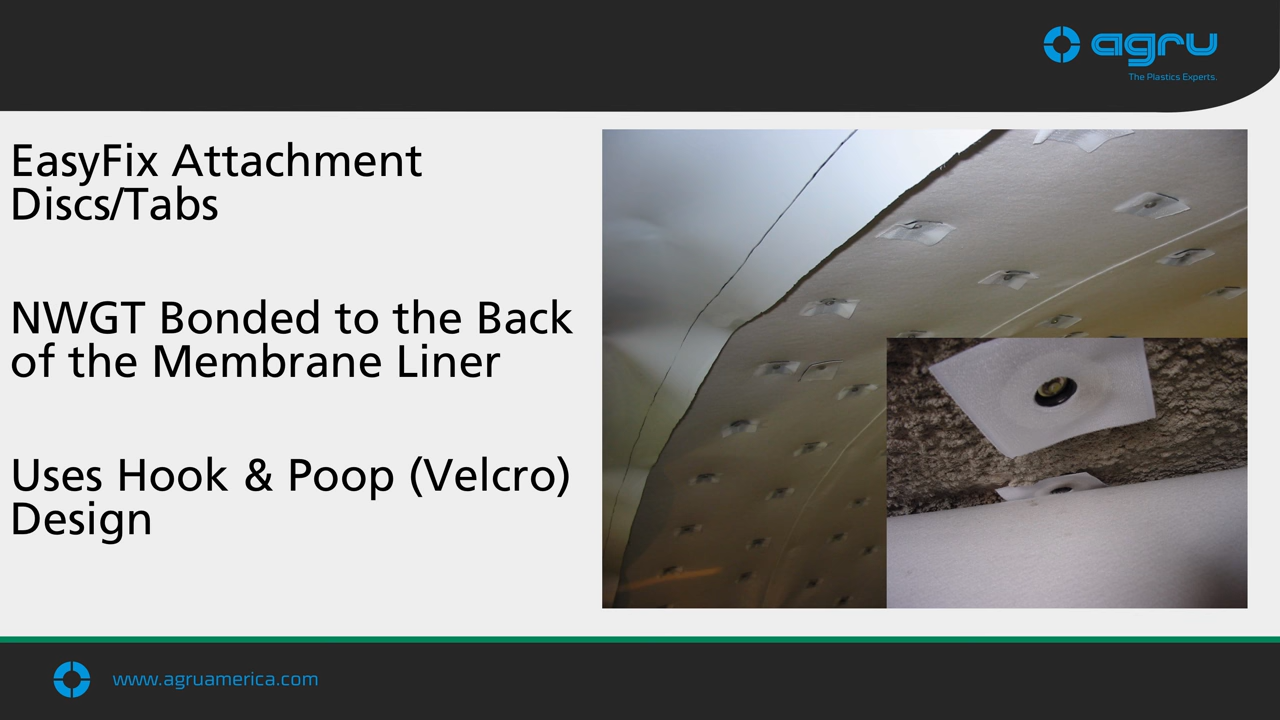 agru
The Plastics Experts.
EasyFix Attachment
Discs/Tabs
NWGT Bonded to the Back
of the Membrane Liner
Uses Hook & Poop (Velcro)
Design
www.agruamerica.com